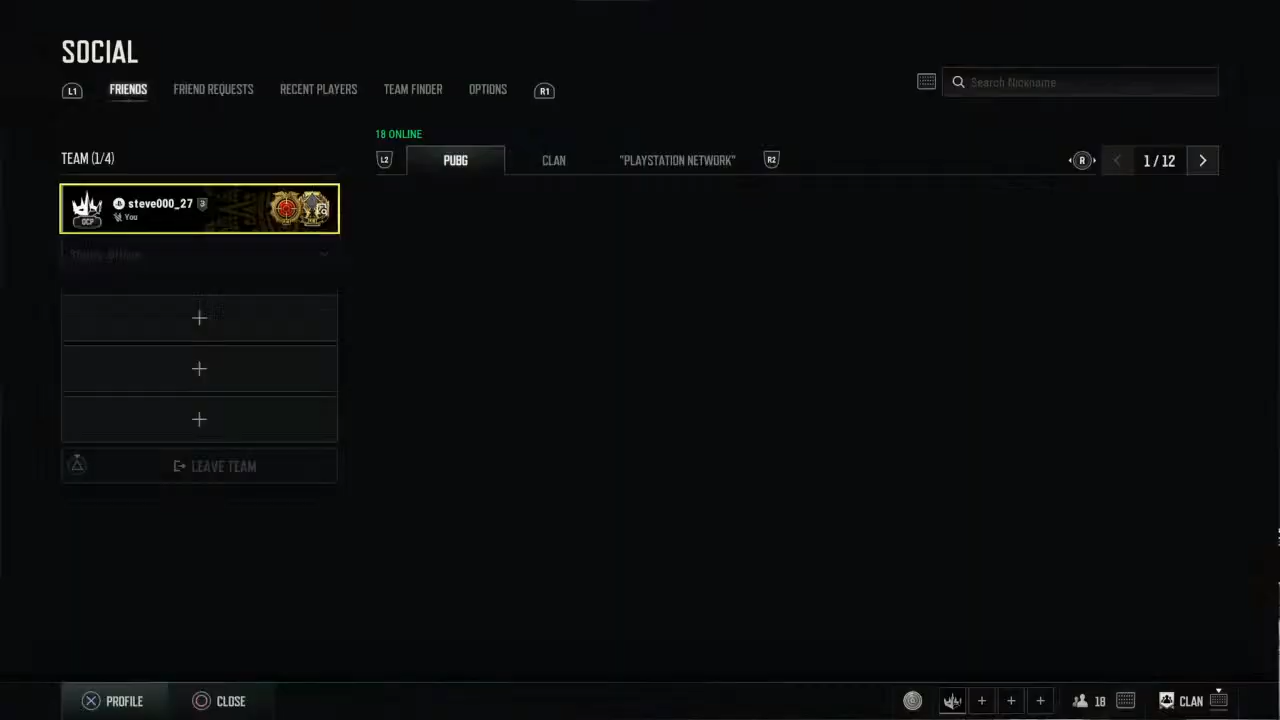 SOCIAL
L1 FRIENDS FRIEND REQUESTS RECENT PLAYERS TEAM FINDER OPTIONS R1
Search Nickname
18 ONLINE
TEAM (1/4)
L2 PUBG CLAN "PLAYSTATION NETWORK" R2
R 1 / 12
steve000_27 3
You
LEAVE TEAM
PROFILE CLOSE
18 CLAN